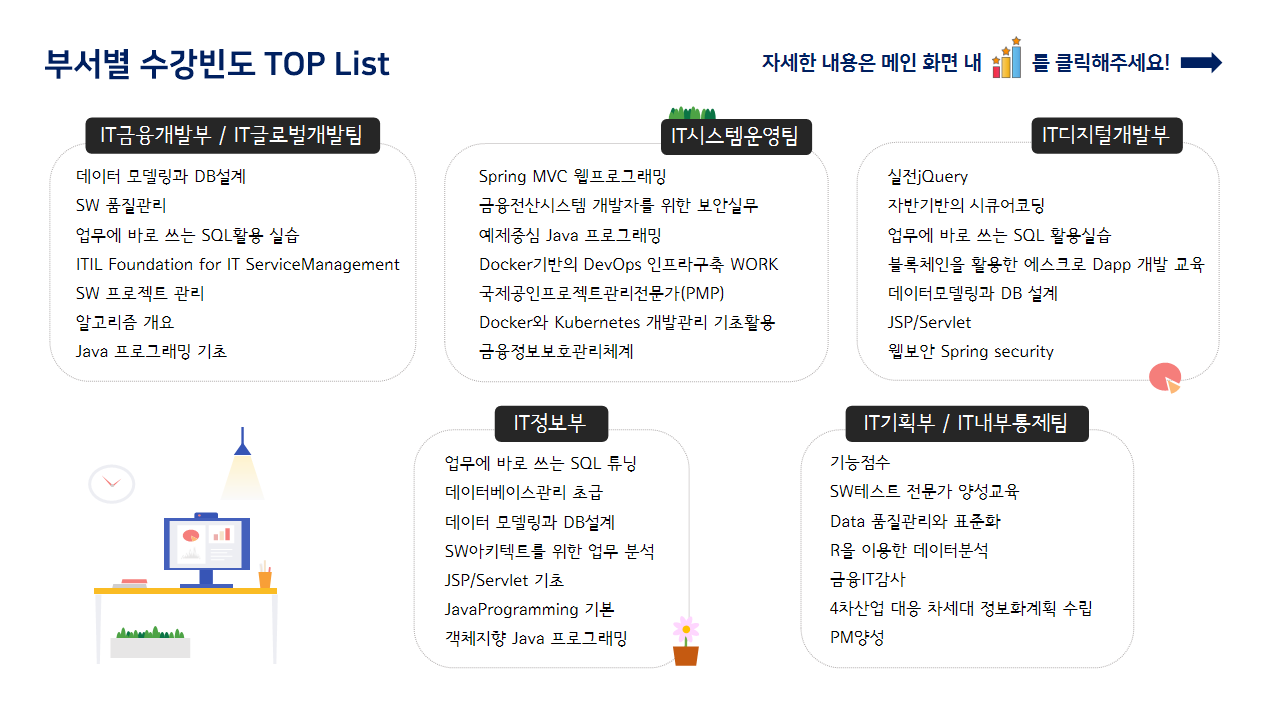 부서별 수강빈도 TOP List
자세한 내용은 메인 화면 내 를 클릭해주세요!
IT금융개발부 / IT글로벌개발팀
데이터 모델링과 DB설계
SW 품질관리
업무에 바로 쓰는 SQL활용 실습
ITIL Foundation for IT ServiceManagement
SW 프로젝트 관리
알고리즘 개요
Java 프로그래밍 기초
IT시스템운영팀
Spring MVC 웹프로그래밍
금융전산시스템 개발자를 위한 보안실무
예제중심 Java 프로그래밍
Docker기반의 DevOps 인프라구축 WORK
국제공인프로젝트관리전문가(PMP)
Docker와 Kubernetes 개발관리 기초활용
금융정보보호관리체계
IT디지털개발부
실전jQuery
자반기반의 시큐어코딩
업무에 바로 쓰는 SQL 활용실습
블록체인을 활용한 에스크로 Dapp 개발 교육
데이터모델링과 DB 설계
JSP/Servlet
웹보안 Spring security
IT정보부
업무에 바로 쓰는 SQL 튜닝
데이터베이스관리 초급
데이터 모델링과 DB설계
SW아키텍트를 위한 업무 분석
JSP/Servlet 기초
JavaProgramming 기본
객체지향 Java 프로그래밍
IT기획부 / IT내부통제팀
기능점수
SW테스트 전문가 양성교육
Data 품질관리와 표준화
R을 이용한 데이터분석
금융IT감사
4차산업 대응 차세대 정보화계획 수립
PM양성